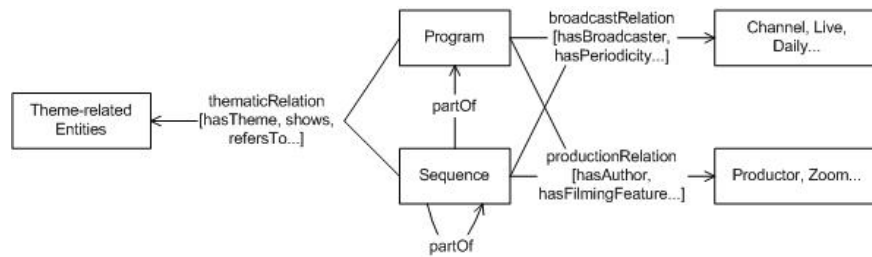 Program
broadcastRelation
[hasBroadcaster,
hasPeriodicity...]
Channel, Live,
Daily...
Theme-related
Entities
thematicRelation
[hasTheme, shows,
refersTo...]
partOf
Sequence
productionRelation
[hasAuthor,
hasFilmingFeature...]
Productor, Zoom...
partOf